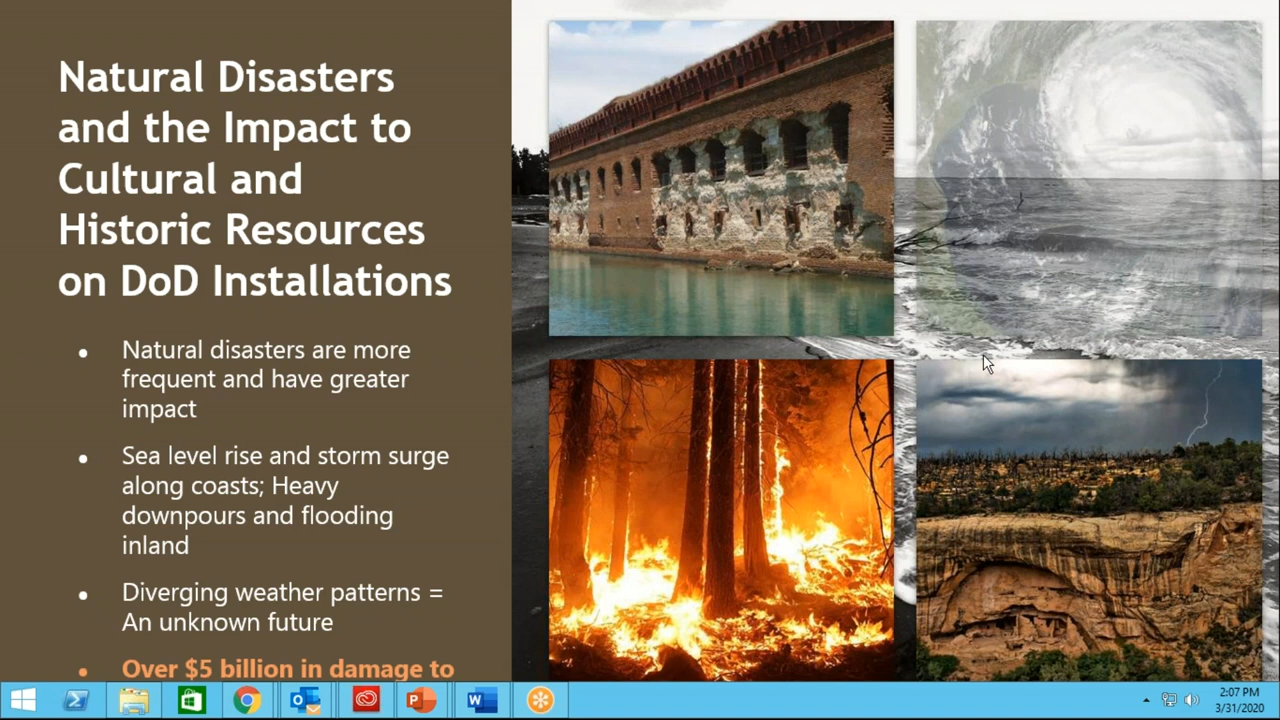 Natural Disasters
and the Impact to
Cultural and
Historic Resources
on DoD Installations
• Natural disasters are more
frequent and have greater
impact
• Sea level rise and storm surge
along coasts; Heavy
downpours and flooding
inland
• Diverging weather patterns =
An unknown future
• Over $5 billion in damage to
2:07 PM
3/31/2020